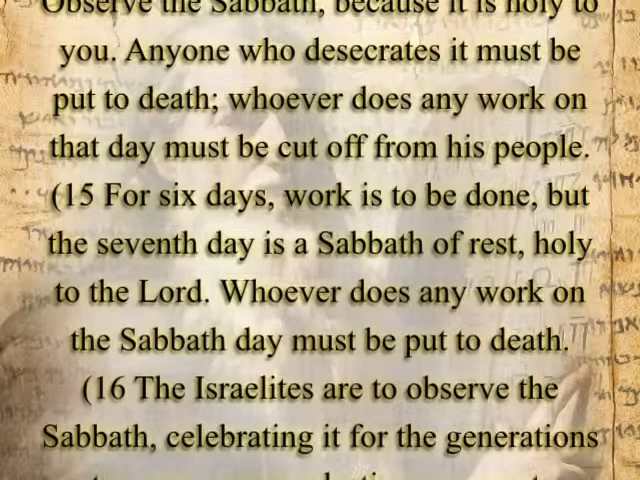 Observe the Sabbath, because it is holy to
you. Anyone who desecrates it must be
put to death; whoever does any work on
that day must be cut off from his people.
(15 For six days, work is to be done, but
the seventh day is a Sabbath of rest, holy
to the Lord. Whoever does any work on
the Sabbath day must be put to death.
(16 The Israelites are to observe the
Sabbath, celebrating it for the generations